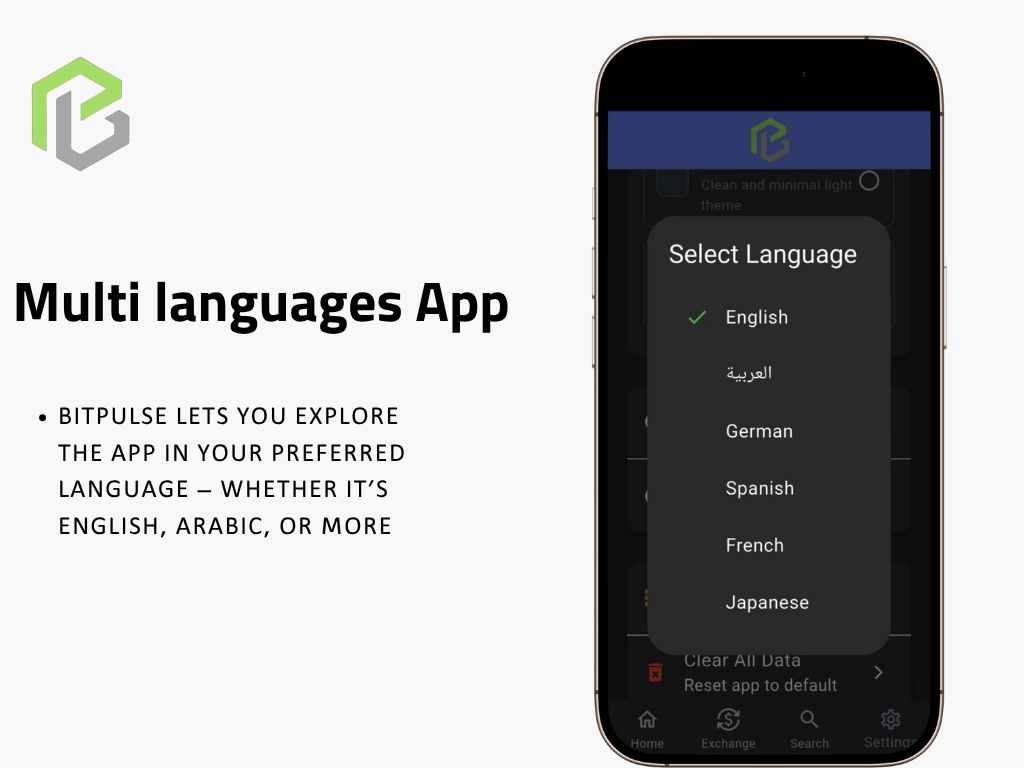 Multi languages App
• BITPULSE LETS YOU EXPLORE
THE APP IN YOUR PREFERRED
LANGUAGE – WHETHER IT’S
ENGLISH, ARABIC, OR MORE
Clean and minimal light
theme
Select Language
English
العربية
German
Spanish
French
Japanese
Clear All Data
Reset app to default
Home Exchange Search Settings